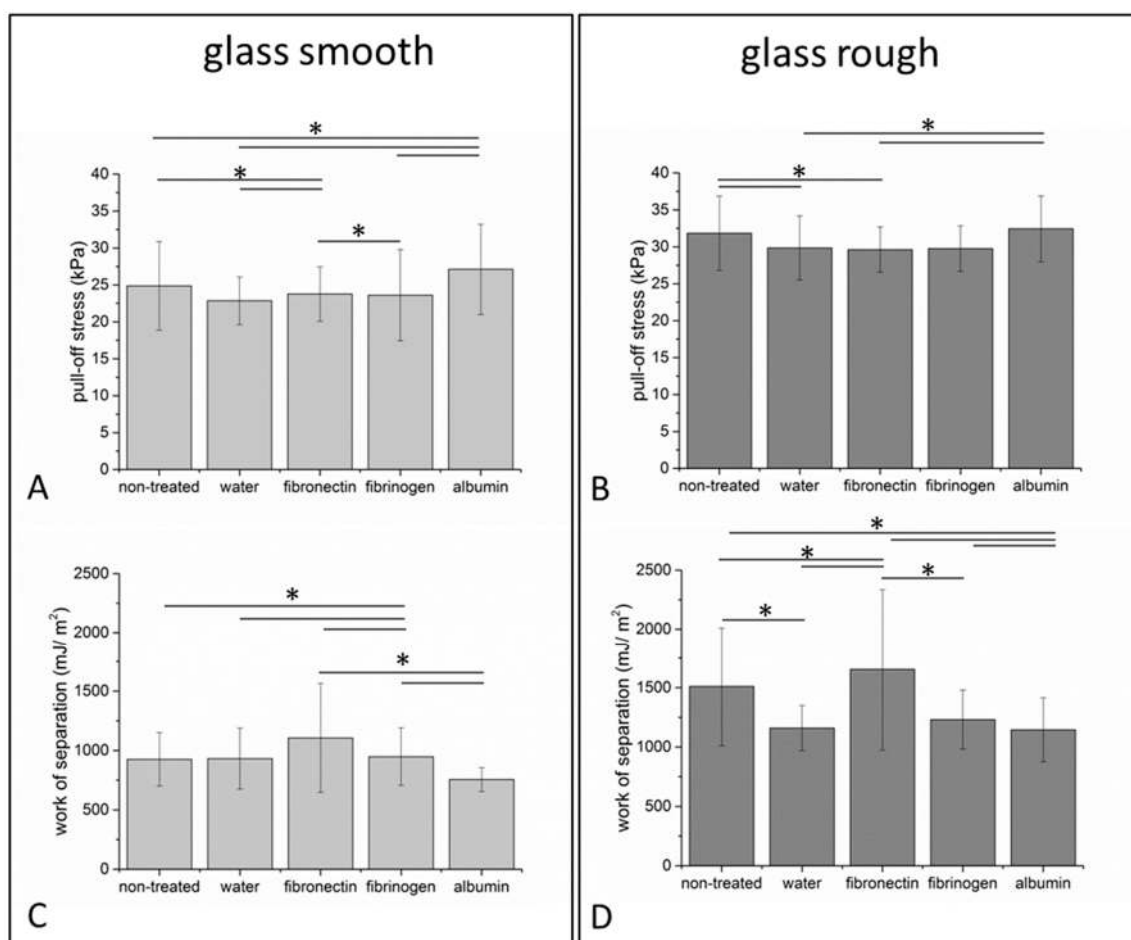 glass smooth
*
*
*
pull-off stress (kPa)
40
35
30
25
20
15
10
5
0
non-treated water fibronectin fibrinogen albumin
A
glass rough
*
*
pull-off stress (kPa)
40
35
30
25
20
15
10
5
0
non-treated water fibronectin fibrinogen albumin
B
*
*
work of separation (mJ/ m²)
2500
2000
1500
1000
500
0
non-treated water fibronectin fibrinogen albumin
C
*
*
*
*
work of separation (mJ/ m²)
2500
2000
1500
1000
500
0
non-treated water fibronectin fibrinogen albumin
D